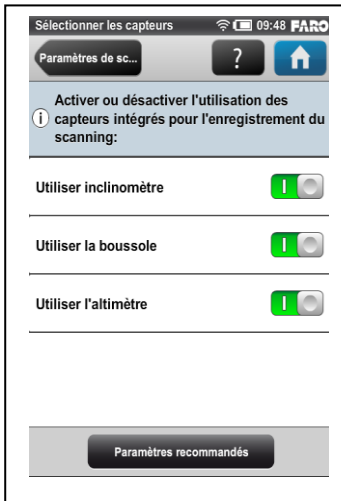 Sélectionner les capteurs 09:48 FARO
Paramètres de sc...
?
Activer ou désactiver l'utilisation des
i capteurs intégrés pour l'enregistrement du
scanning:
Utiliser inclinomètre
Utiliser la boussole
Utiliser l'altimètre
Paramètres recommandés